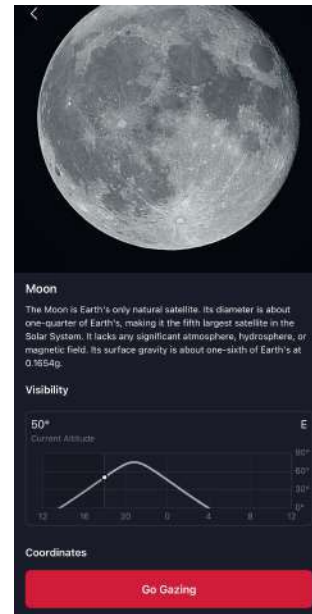 Moon
The Moon is Earth's only natural satellite. Its diameter is about
one-quarter of Earth's, making it the fifth largest satellite in the
Solar System. It lacks any significant atmosphere, hydrosphere, or
magnetic field. Its surface gravity is about one-sixth of Earth's at
0.1654g.
Visibility
50° E
Current Altitude
90°
60°
30°
0°
12 16 20 0 4 8 12
Coordinates
Go Gazing